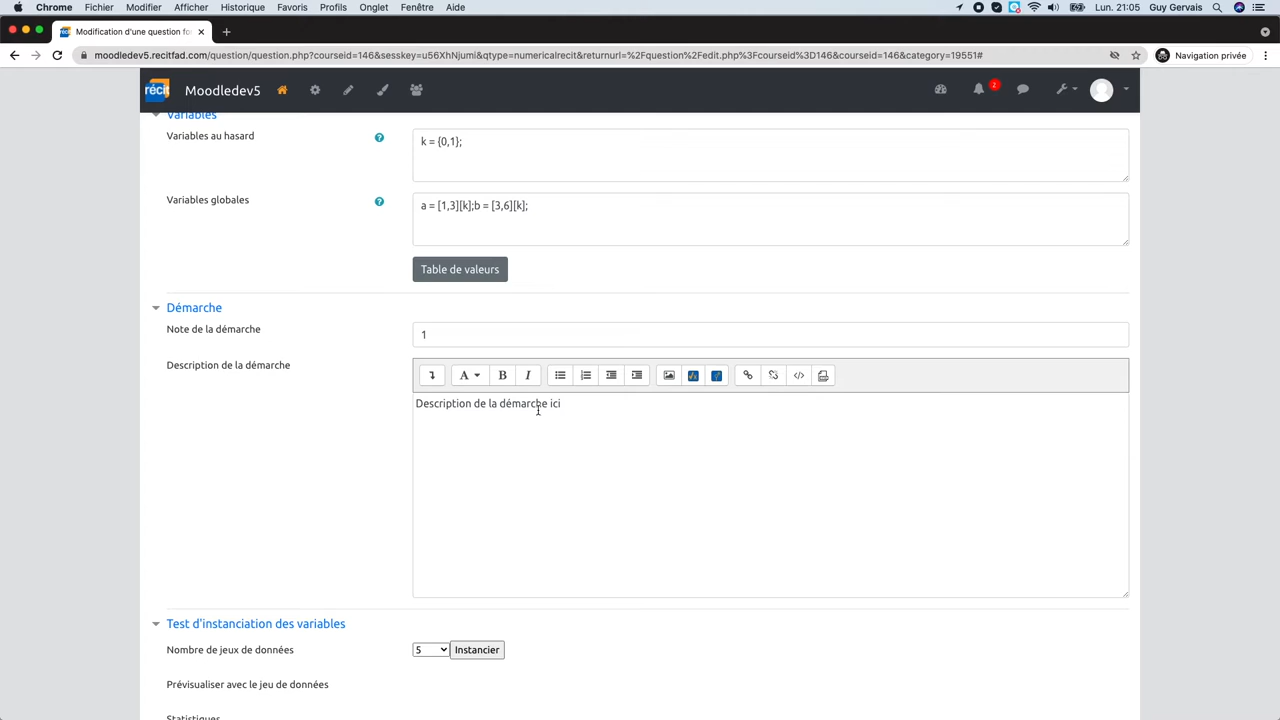 Chrome Fichier Modifier Afficher Historique Favoris Profils Onglet Fenêtre Aide Lun. 21:05 Guy Gervais
Modification d'une question fo
moodledev5.recitfad.com/question/question.php?courseid=146&sesskey=u56XhNjumi&qtype=numericalrecit&returnurl=%2Fquestion%2Fedit.php%3Fcourseid%3D146&courseid=146&category=19551# Navigation privée
récit Moodledev5 2
Variables
Variables au hasard k = {0,1};
Variables globales a = [1,3][k];b = [3,6][k];
Table de valeurs
Démarche
Note de la démarche 1
Description de la démarche
Description de la démarche ici
Test d'instanciation des variables
Nombre de jeux de données 5 Instancier
Prévisualiser avec le jeu de données
Statistiques